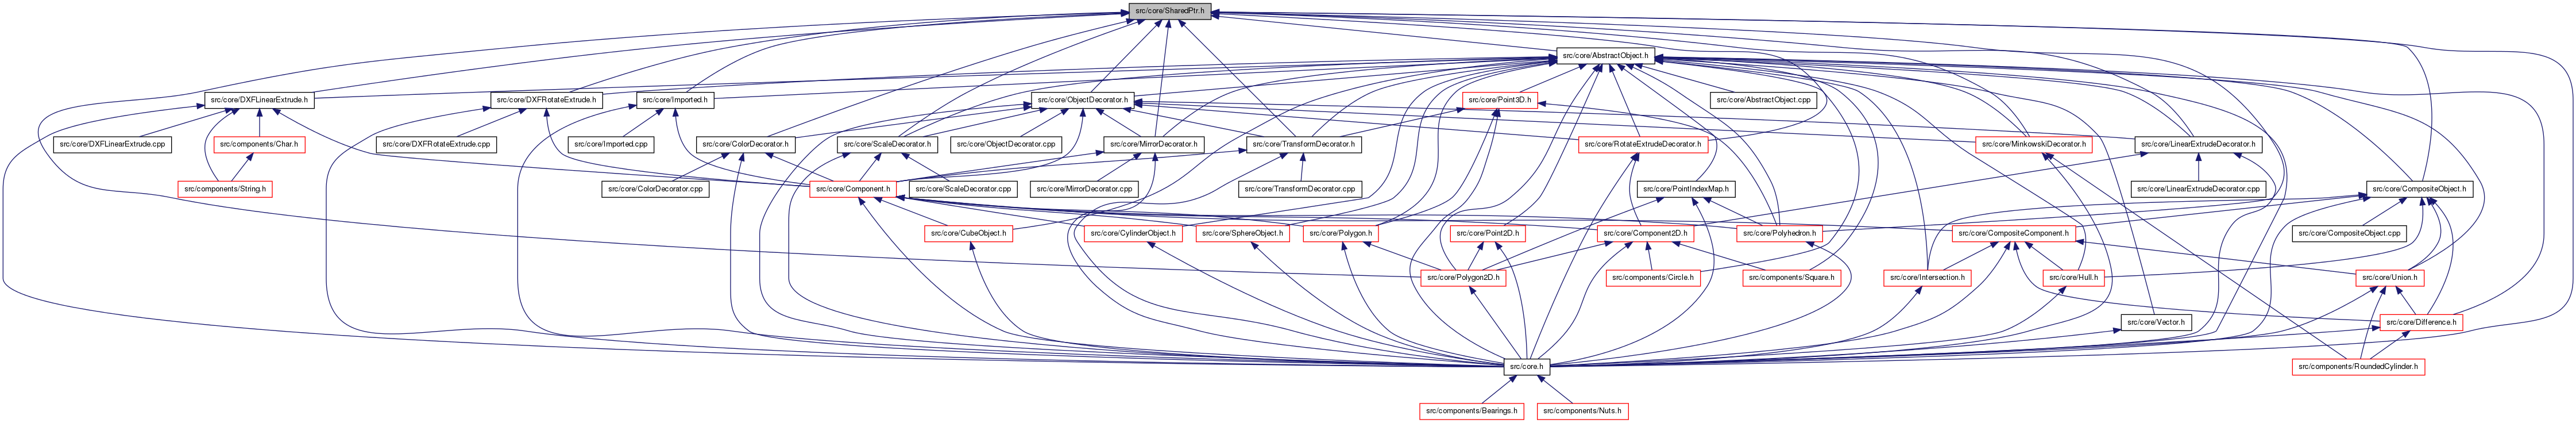 src/core/SharedPtr.h
src/core/AbstractObject.h
src/core/DXFLinearExtrude.h
src/core/DXFRotateExtrude.h
src/core/Imported.h
src/core/ObjectDecorator.h
src/core/Point3D.h
src/core/AbstractObject.cpp
src/core/DXFLinearExtrude.cpp
src/components/Char.h
src/core/DXFRotateExtrude.cpp
src/core/Imported.cpp
src/core/ColorDecorator.h
src/core/ScaleDecorator.h
src/core/ObjectDecorator.cpp
src/core/MirrorDecorator.h
src/core/TransformDecorator.h
src/core/RotateExtrudeDecorator.h
src/core/MinkowskiDecorator.h
src/core/LinearExtrudeDecorator.h
src/components/String.h
src/core/ColorDecorator.cpp
src/core/Component.h
src/core/ScaleDecorator.cpp
src/core/MirrorDecorator.cpp
src/core/TransformDecorator.cpp
src/core/PointIndexMap.h
src/core/LinearExtrudeDecorator.cpp
src/core/CompositeObject.h
src/core/CubeObject.h
src/core/CylinderObject.h
src/core/SphereObject.h
src/core/Polygon.h
src/core/Point2D.h
src/core/Component2D.h
src/core/Polyhedron.h
src/core/CompositeComponent.h
src/core/CompositeObject.cpp
src/core/Polygon2D.h
src/components/Circle.h
src/components/Square.h
src/core/Intersection.h
src/core/Hull.h
src/core/Union.h
src/core/Vector.h
src/core/Difference.h
src/core.h
src/components/RoundedCylinder.h
src/components/Bearings.h
src/components/Nuts.h